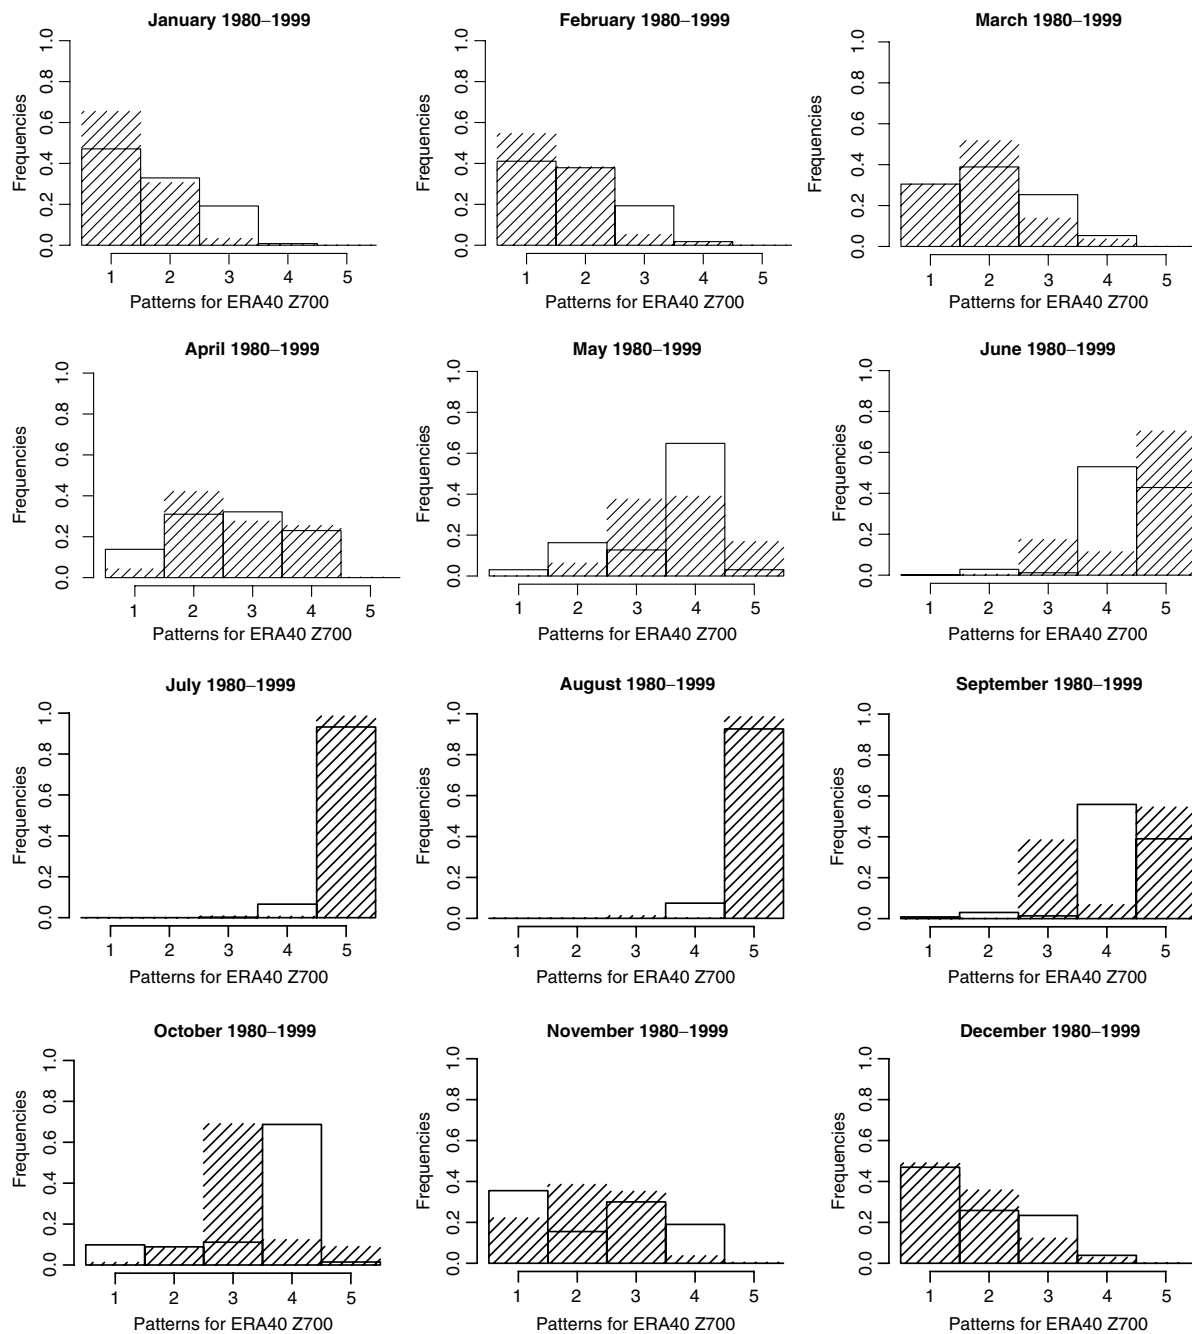 January 1980–1999
Frequencies
0.0 0.2 0.4 0.6 0.8 1.0
1 2 3 4 5
Patterns for ERA40 Z700
February 1980–1999
Frequencies
0.0 0.2 0.4 0.6 0.8 1.0
1 2 3 4 5
Patterns for ERA40 Z700
March 1980–1999
Frequencies
0.0 0.2 0.4 0.6 0.8 1.0
1 2 3 4 5
Patterns for ERA40 Z700
April 1980–1999
Frequencies
0.0 0.2 0.4 0.6 0.8 1.0
1 2 3 4 5
Patterns for ERA40 Z700
May 1980–1999
Frequencies
0.0 0.2 0.4 0.6 0.8 1.0
1 2 3 4 5
Patterns for ERA40 Z700
June 1980–1999
Frequencies
0.0 0.2 0.4 0.6 0.8 1.0
1 2 3 4 5
Patterns for ERA40 Z700
July 1980–1999
Frequencies
0.0 0.2 0.4 0.6 0.8 1.0
1 2 3 4 5
Patterns for ERA40 Z700
August 1980–1999
Frequencies
0.0 0.2 0.4 0.6 0.8 1.0
1 2 3 4 5
Patterns for ERA40 Z700
September 1980–1999
Frequencies
0.0 0.2 0.4 0.6 0.8 1.0
1 2 3 4 5
Patterns for ERA40 Z700
October 1980–1999
Frequencies
0.0 0.2 0.4 0.6 0.8 1.0
1 2 3 4 5
Patterns for ERA40 Z700
November 1980–1999
Frequencies
0.0 0.2 0.4 0.6 0.8 1.0
1 2 3 4 5
Patterns for ERA40 Z700
December 1980–1999
Frequencies
0.0 0.2 0.4 0.6 0.8 1.0
1 2 3 4 5
Patterns for ERA40 Z700